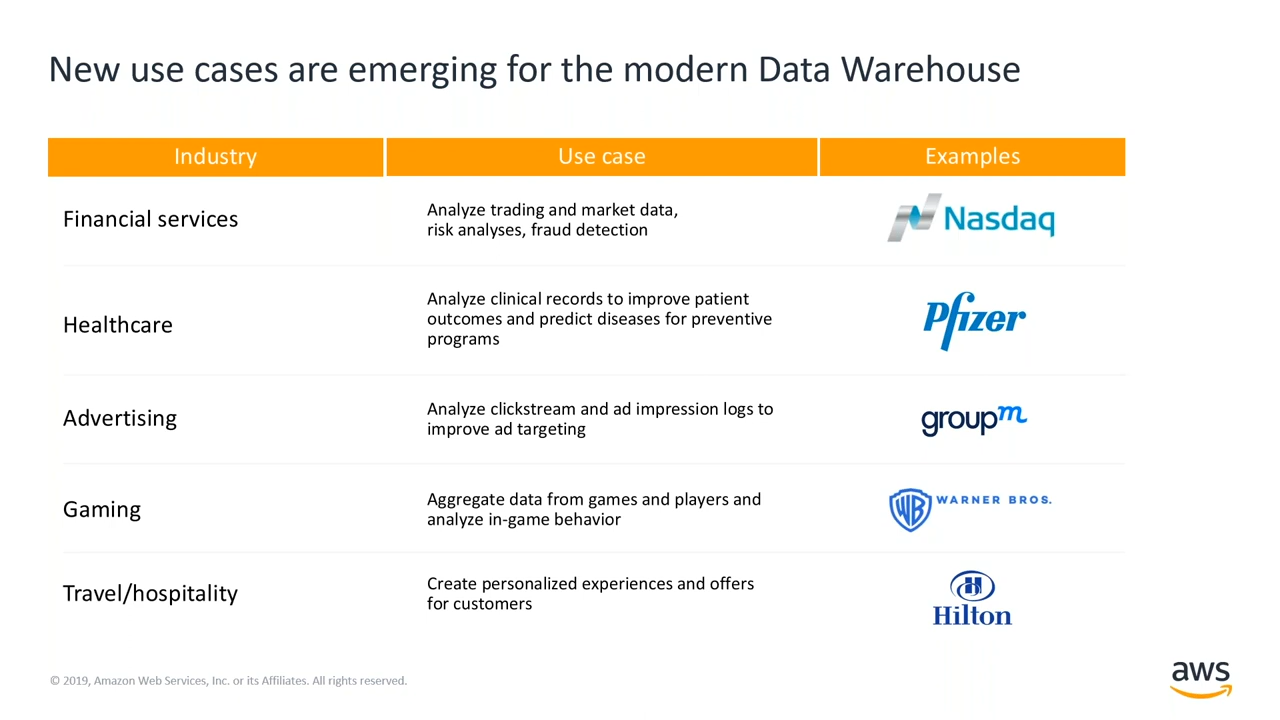 New use cases are emerging for the modern Data Warehouse
Industry
Use case
Examples
Financial services
Analyze trading and market data,
risk analyses, fraud detection
Nasdaq
Healthcare
Analyze clinical records to improve patient
outcomes and predict diseases for preventive
programs
Pfizer
Advertising
Analyze clickstream and ad impression logs to
improve ad targeting
groupm
Gaming
Aggregate data from games and players and
analyze in-game behavior
WB WARNER BROS.
Travel/hospitality
Create personalized experiences and offers
for customers
H
Hilton
© 2019, Amazon Web Services, Inc. or its Affiliates. All rights reserved.
aws